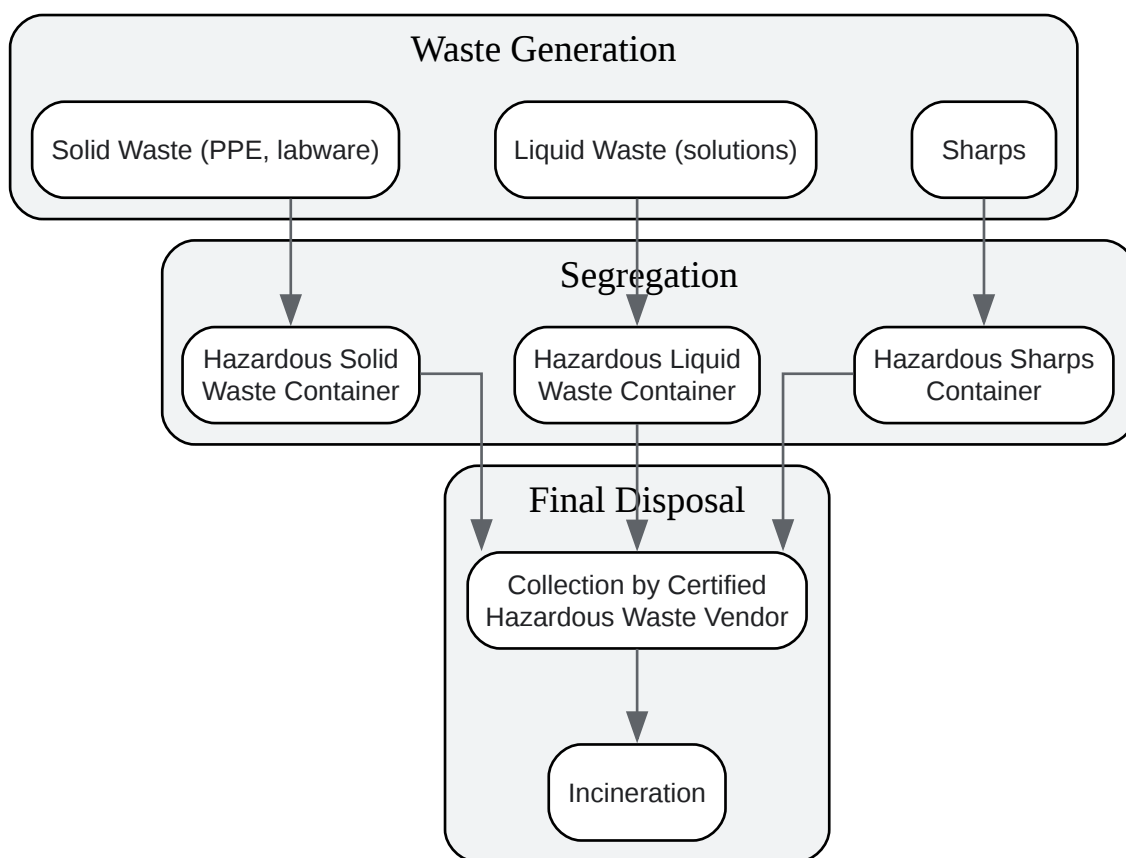 Waste Generation
Solid Waste (PPE, labware)
Liquid Waste (solutions)
Sharps
Segregation
Hazardous Solid
Waste Container
Hazardous Liquid
Waste Container
Hazardous Sharps
Container
Final Disposal
Collection by Certified
Hazardous Waste Vendor
Incineration